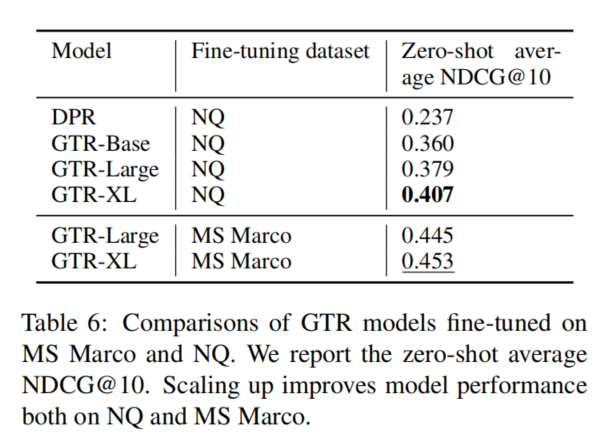 Model Fine-tuning dataset Zero-shot aver-
age NDCG@10
DPR NQ 0.237
GTR-Base NQ 0.360
GTR-Large NQ 0.379
GTR-XL NQ 0.407
GTR-Large MS Marco 0.445
GTR-XL MS Marco 0.453
Table 6: Comparisons of GTR models fine-tuned on
MS Marco and NQ. We report the zero-shot average
NDCG@10. Scaling up improves model performance
both on NQ and MS Marco.